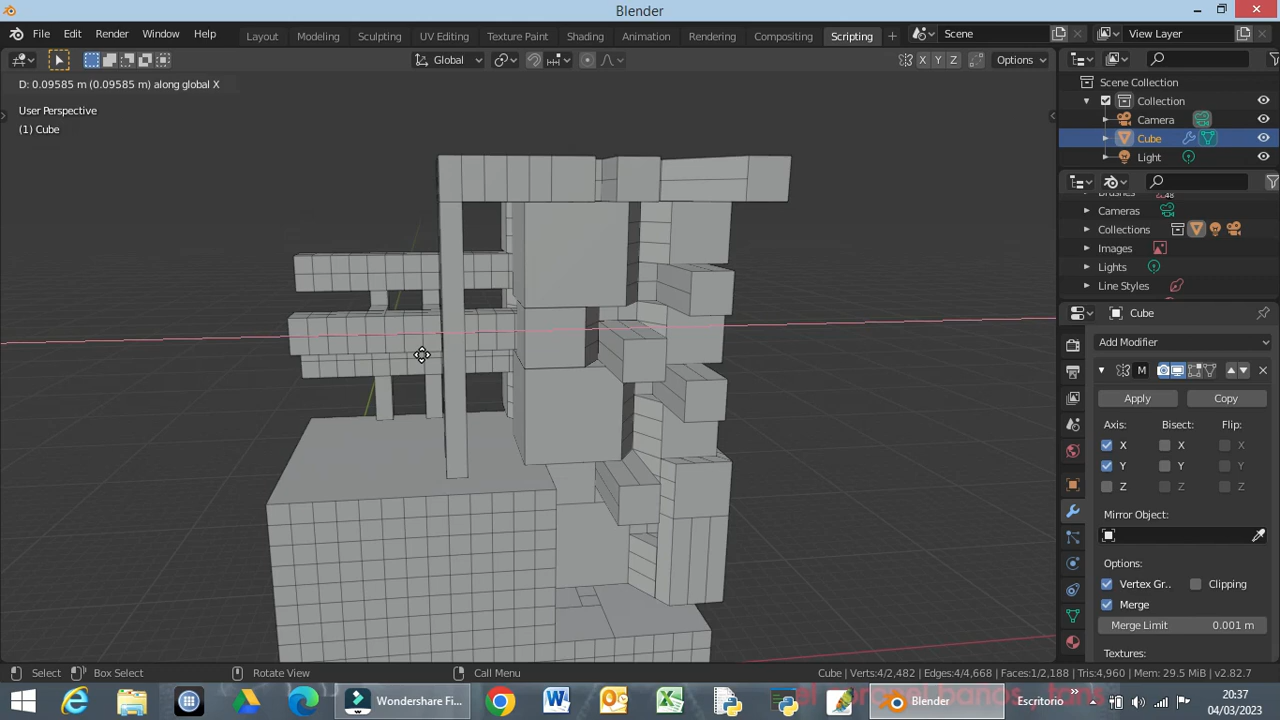 Blender
File Edit Render Window Help
Layout Modeling Sculpting UV Editing Texture Paint Shading Animation Rendering Compositing Scripting +
Scene
View Layer
Global
X Y Z
Options
D: 0.09585 m (0.09585 m) along global X
User Perspective
(1) Cube
Scene Collection
Collection
Camera
Cube
Light
Cameras
Collections
Images
Lights
Line Styles
Cube
Add Modifier
M
Apply Copy
Axis: Bisect: Flip:
X X X
Y Y Y
Z Z Z
Mirror Object:
Options:
Vertex Gr.. Clipping
Merge
Merge Limit 0.001 m
Textures:
Select Box Select Rotate View Call Menu
Cube | Verts:4/2,482 | Edges:4/4,668 | Faces:1/2,188 | Tris:4,960 | Mem: 29.5 MiB | v2.82.7
Wondershare Fi...
Blender
Escritorio
20:37
04/03/2023